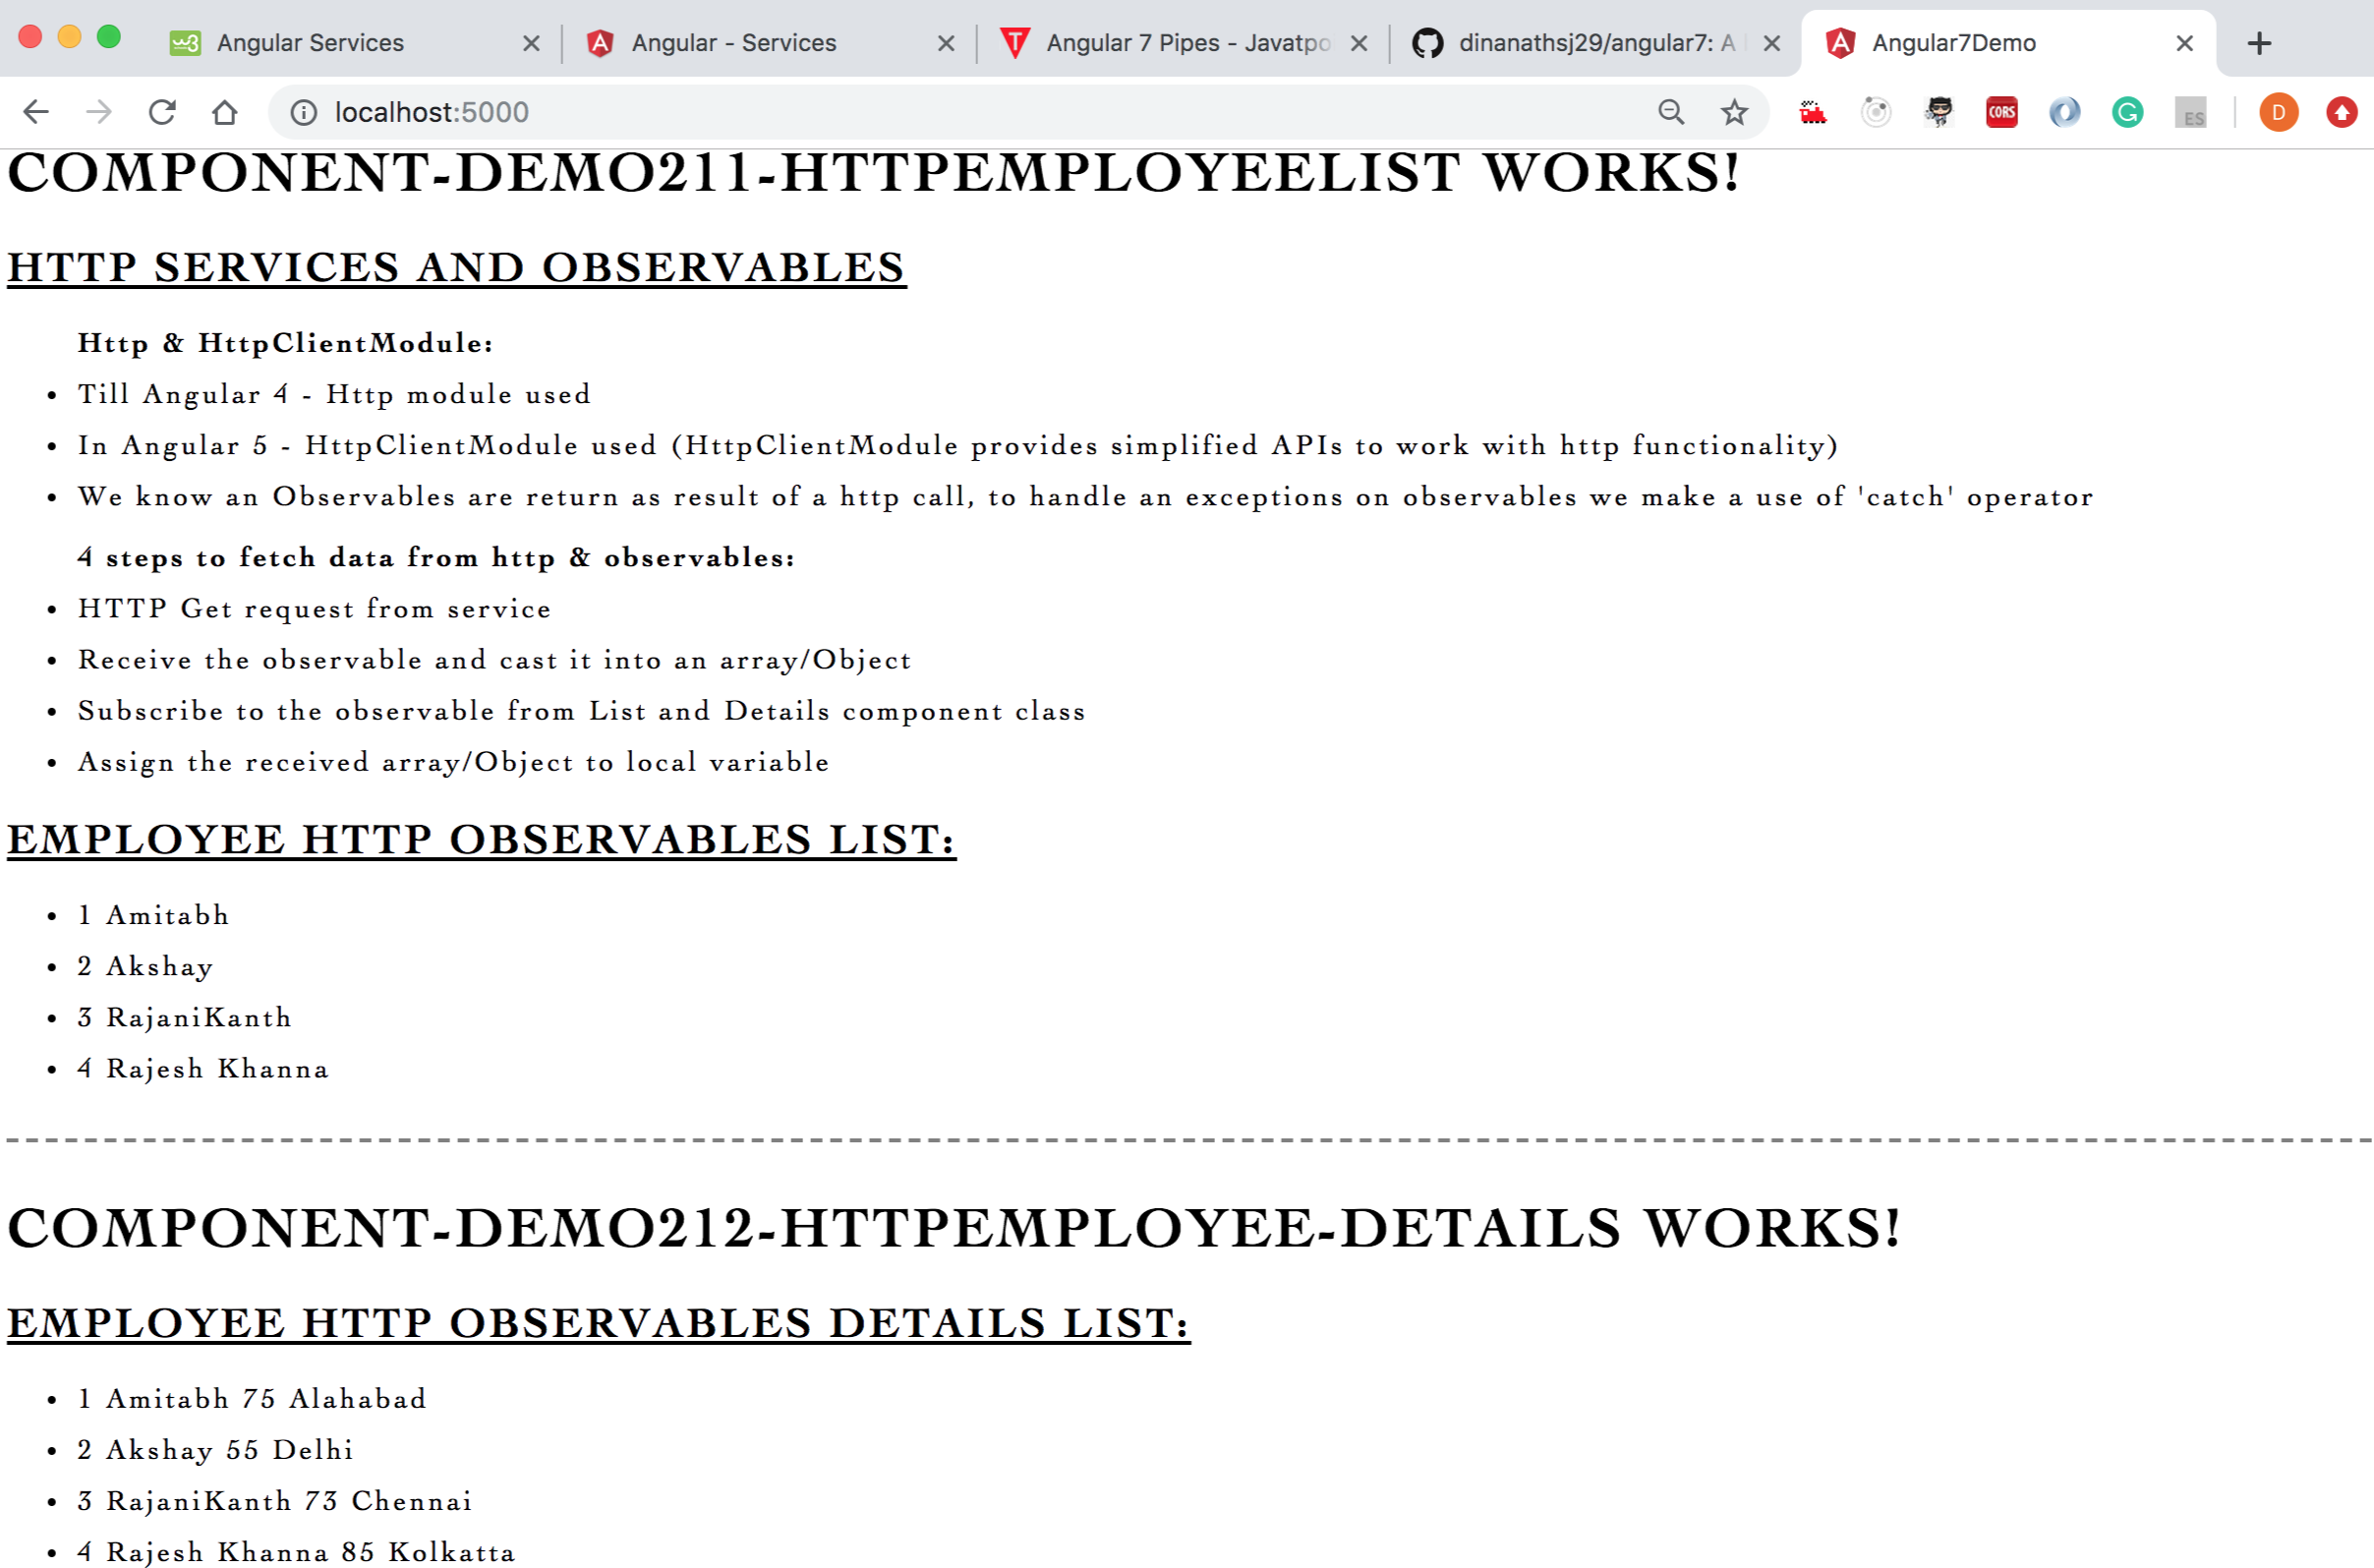 Angular Services
Angular - Services
Angular 7 Pipes - Javatpo
dinanathsj29/angular7: A
Angular7Demo
localhost:5000
CORS
G
ES
D
COMPONENT-DEMO211-HTTPEMPLOYEELIST WORKS!
HTTP SERVICES AND OBSERVABLES
Http & HttpClientModule:
• Till Angular 4 - Http module used
• In Angular 5 - HttpClientModule used (HttpClientModule provides simplified APIs to work with http functionality)
• We know an Observables are return as result of a http call, to handle an exceptions on observables we make a use of 'catch' operator
4 steps to fetch data from http & observables:
• HTTP Get request from service
• Receive the observable and cast it into an array/Object
• Subscribe to the observable from List and Details component class
• Assign the received array/Object to local variable
EMPLOYEE HTTP OBSERVABLES LIST:
• 1 Amitabh
• 2 Akshay
• 3 RajaniKanth
• 4 Rajesh Khanna
COMPONENT-DEMO212-HTTPEMPLOYEE-DETAILS WORKS!
EMPLOYEE HTTP OBSERVABLES DETAILS LIST:
• 1 Amitabh 75 Alahabad
• 2 Akshay 55 Delhi
• 3 RajaniKanth 73 Chennai
• 4 Rajesh Khanna 85 Kolkatta